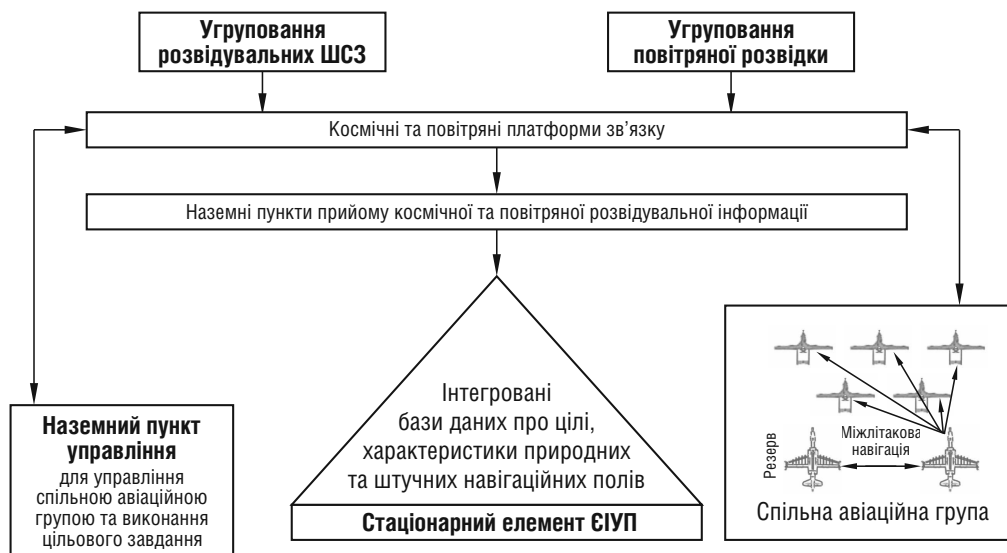 Угруповання
розвідувальних ШСЗ
Угруповання
повітряної розвідки
Космічні та повітряні платформи зв’язку
Наземні пункти прийому космічної та повітряної розвідувальної інформації
Інтегровані
бази даних про цілі,
характеристики природних
та штучних навігаційних полів
Стаціонарний елемент ЄІУП
Наземний пункт
управління
для управління
спільною авіаційною
групою та виконання
цільового завдання
Резерв
Міжлітакова
навігація
Спільна авіаційна група